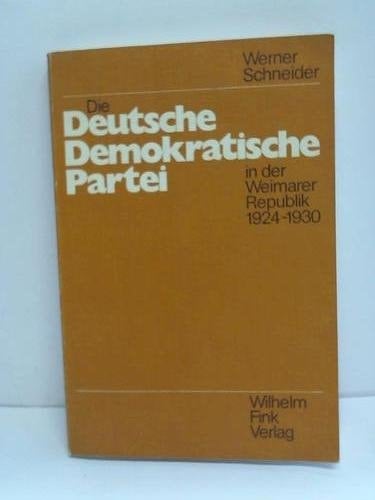 Werner
Schneider
Die
Deutsche
Demokratische
Partei
in der
Weimarer
Republik
1924-1930
Wilhelm
Fink
Verlag